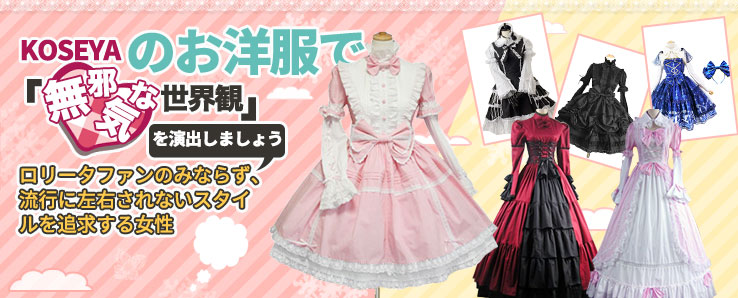 KOSEYAのお洋服で
「無邪気な世界観」
を演出しましょう
ロリータファンのみならず、
流行に左右されないスタイ
ルを追求する女性